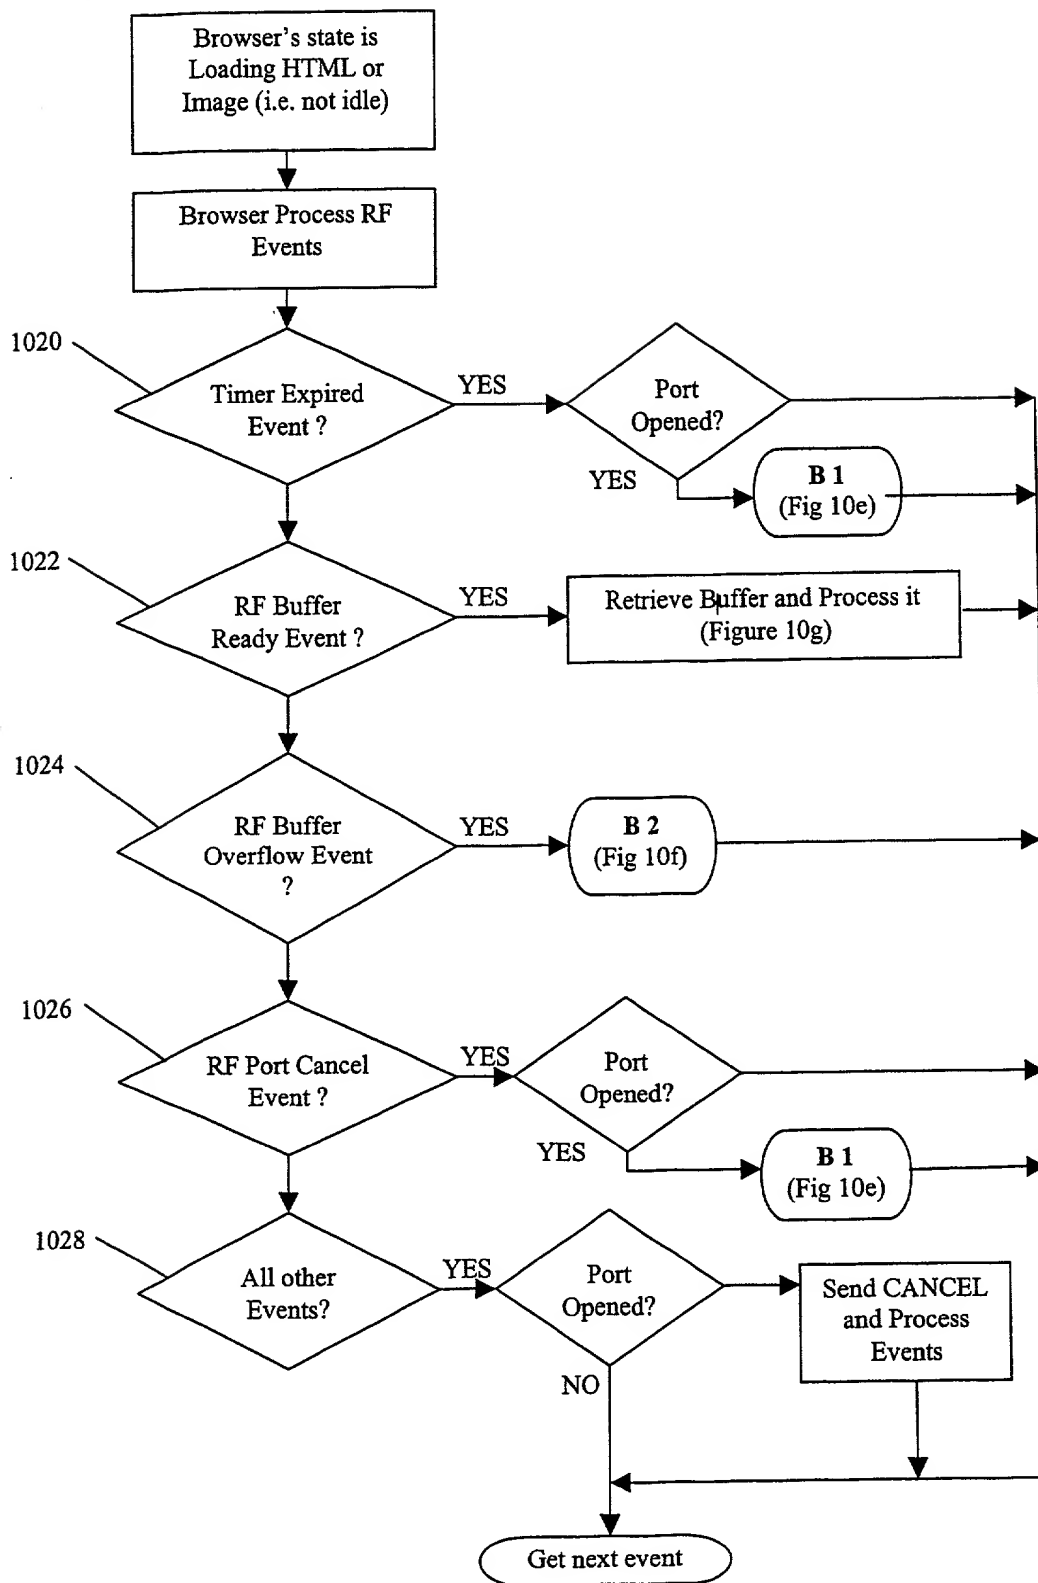 Browser's state is
Loading HTML or
Image (i.e. not idle)
Browser Process RF
Events
1020
Timer Expired
Event ?
YES
Port
Opened?
YES
B 1
(Fig 10e)
1022
RF Buffer
Ready Event ?
YES
Retrieve Buffer and Process it
(Figure 10g)
1024
RF Buffer
Overflow Event
?
YES
B 2
(Fig 10f)
1026
RF Port Cancel
Event ?
YES
Port
Opened?
YES
B 1
(Fig 10e)
1028
All other
Events?
YES
Port
Opened?
Send CANCEL
and Process
Events
NO
Get next event